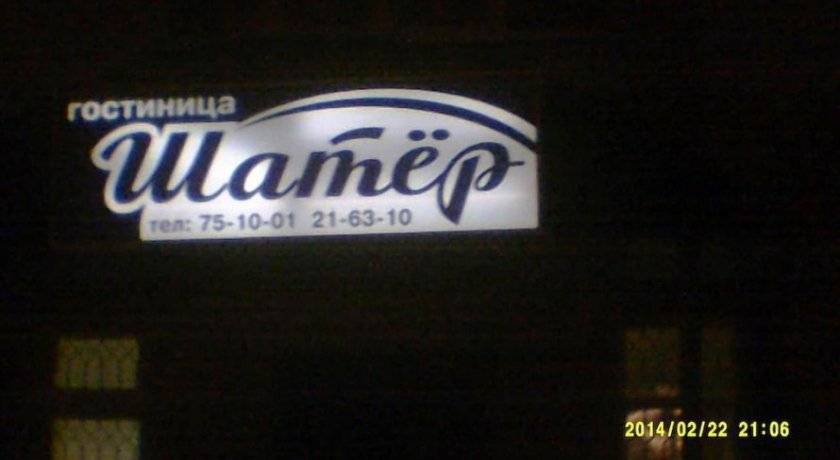 гостиница
Шатёр
тел: 75-10-01 21-63-10
2014/02/22 21:06